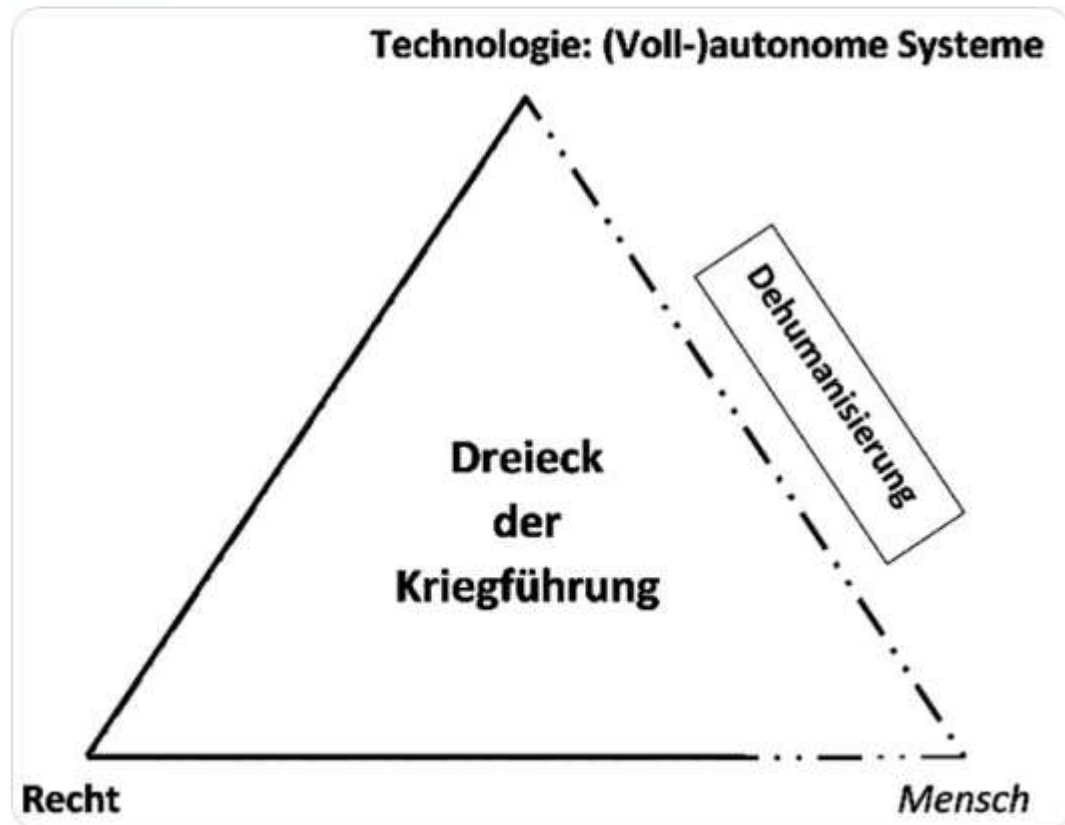 Technologie: (Voll-)autonome Systeme
Dehumanisierung
Dreieck
der
Kriegführung
Recht
Mensch